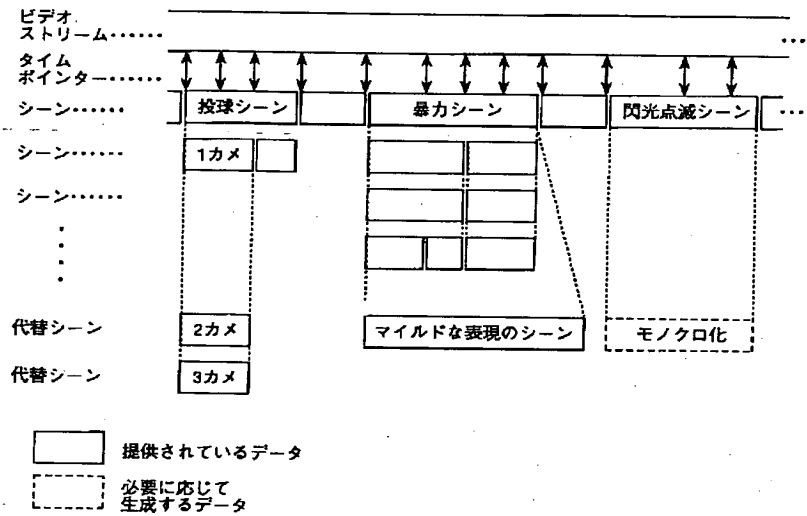 ビデオ
ストリーム‥‥‥
…
タイム
ポインター‥‥‥
シーン‥‥‥
投球シーン
暴力シーン
閃光点滅シーン
…
シーン‥‥‥
1カメ
シーン‥‥‥
代替シーン
2カメ
マイルドな表現のシーン
モノクロ化
代替シーン
3カメ
提供されているデータ
必要に応じて
生成するデータ